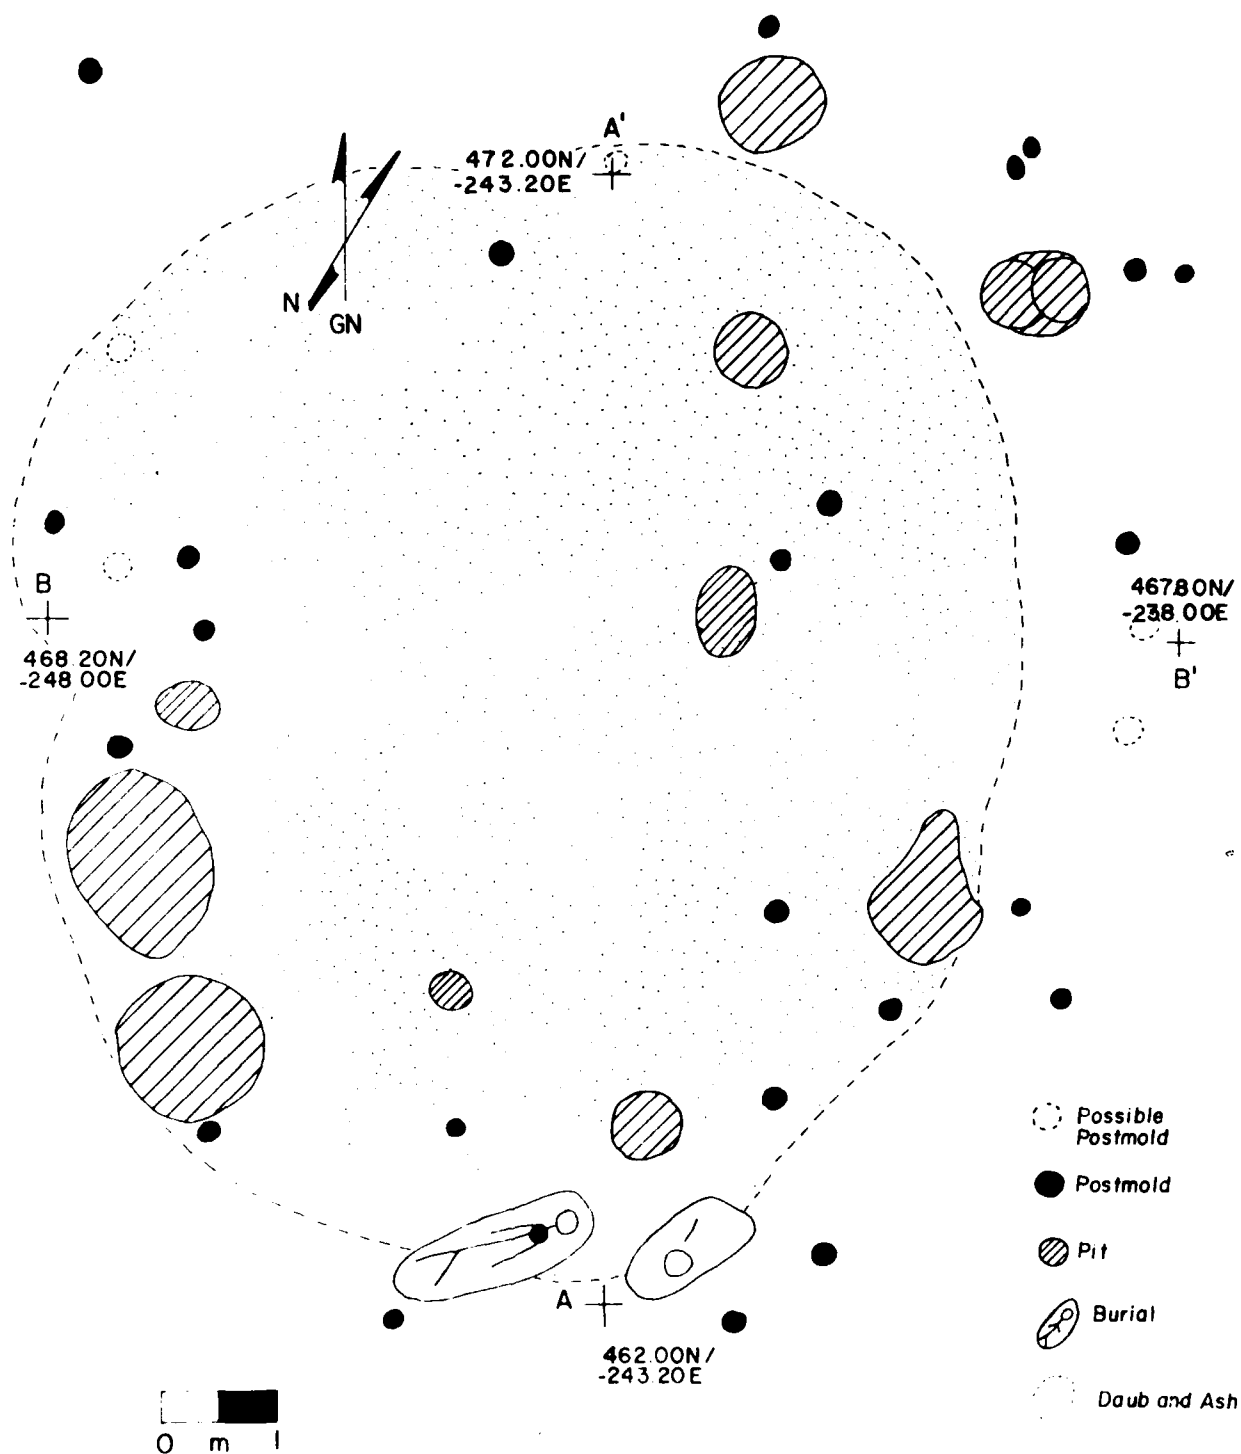 A'
472.00N/
-243.20E
N
GN
B
468.20N/
-248.00E
467.80N/
-238.00E
B'
Possible
Postmold
Postmold
Pit
Burial
Daub and Ash
A
462.00N/
-243.20E
0 m 1